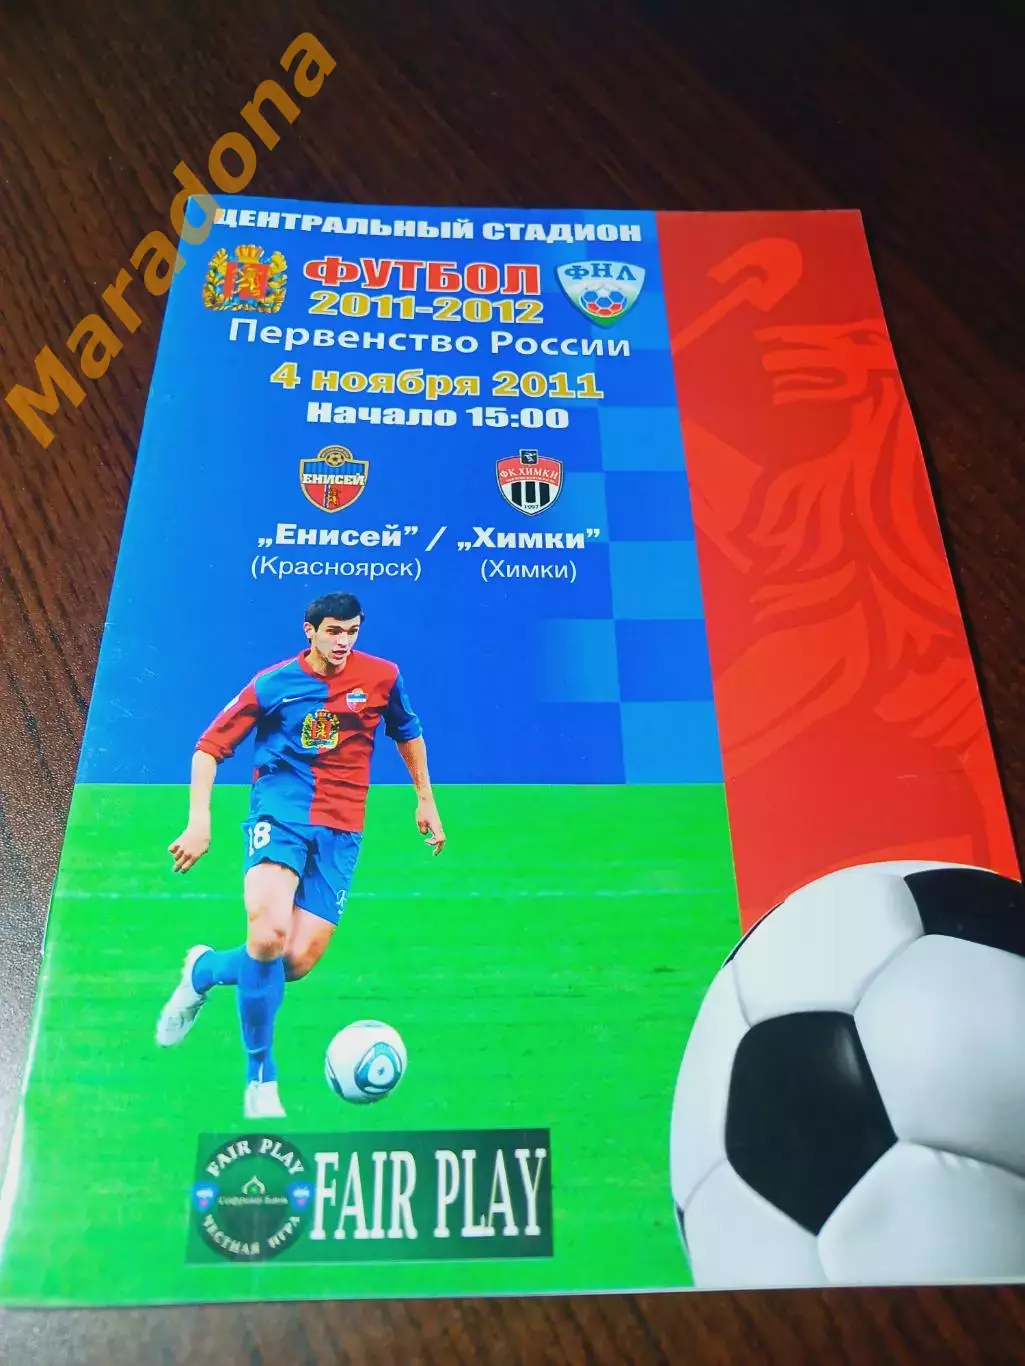 Maradona
ЦЕНТРАЛЬНЫЙ СТАДИОН
ФУТБОЛ
ФНЛ
2011-2012
Первенство России
4 ноября 2011
Начало 15:00
ЕНИСЕЙ
ФК ХИМКИ
1997
„Енисей” / „Химки”
(Красноярск) (Химки)
18
FAIR PLAY
ЧЕСТНАЯ ИГРА
FAIR PLAY